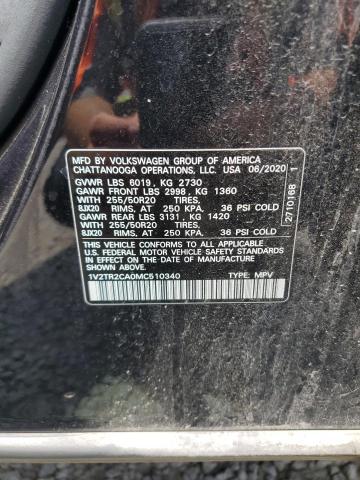 MFD. BY VOLKSWAGEN GROUP OF AMERICA
CHATTANOOGA OPERATIONS, LLC. USA 06/2020
GVWR LBS 6019, KG 2730
GAWR FRONT LBS 2998, KG 1360
WITH 255/50R20 TIRES,
8JX20 RIMS, AT 250 KPA, 36 PSI COLD
GAWR REAR LBS 3131, KG 1420
WITH 255/50R20 TIRES,
8JX20 RIMS, AT 250 KPA, 36 PSI COLD
THIS VEHICLE CONFORMS TO ALL APPLICABLE
U.S. FEDERAL MOTOR VEHICLE SAFETY STANDARDS
IN EFFECT ON THE DATE OF MANUFACTURE
SHOWN ABOVE.
1V2TR2CA0MC510340 TYPE: MPV
2710168 1